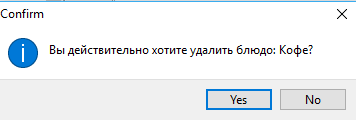 Confirm
Вы действительно хотите удалить блюдо: Кофе?
Yes
No